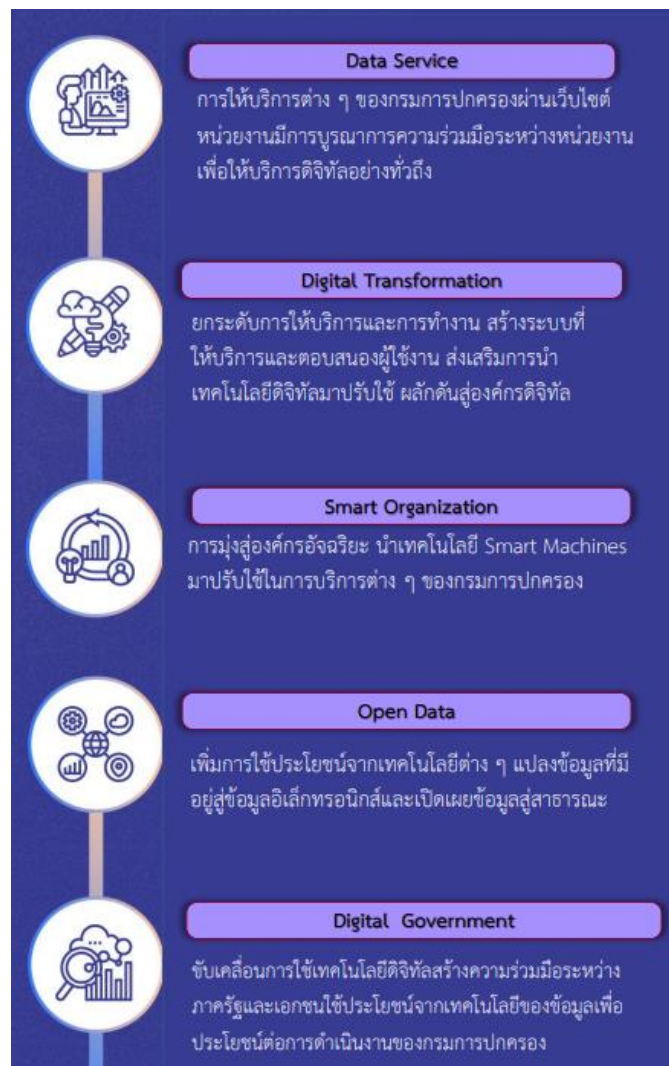 Data Service
การให้บริการต่าง ๆ ของกรมการปกครองผ่านเว็บไซต์
หน่วยงานมีการบูรณาการความร่วมมือระหว่างหน่วยงาน
เพื่อให้บริการดิจิทัลอย่างทั่วถึง
Digital Transformation
ยกระดับการให้บริการและการทำงาน สร้างระบบที่
ให้บริการและตอบสนองผู้ใช้งาน ส่งเสริมการนำ
เทคโนโลยีดิจิทัลมาปรับใช้ ผลักดันสู่องค์กรดิจิทัล
Smart Organization
การมุ่งสู่องค์กรอัจฉริยะ นำเทคโนโลยี Smart Machines
มาปรับใช้ในการบริการต่าง ๆ ของกรมการปกครอง
Open Data
เพิ่มการใช้ประโยชน์จากเทคโนโลยีต่าง ๆ แปลงข้อมูลที่มี
อยู่สู่ข้อมูลอิเล็กทรอนิกส์และเปิดเผยข้อมูลสู่สาธารณะ
Digital Government
ขับเคลื่อนการใช้เทคโนโลยีดิจิทัลสร้างความร่วมมือระหว่าง
ภาครัฐและเอกชนใช้ประโยชน์จากเทคโนโลยีของข้อมูลเพื่อ
ประโยชน์ต่อการดำเนินงานของกรมการปกครอง